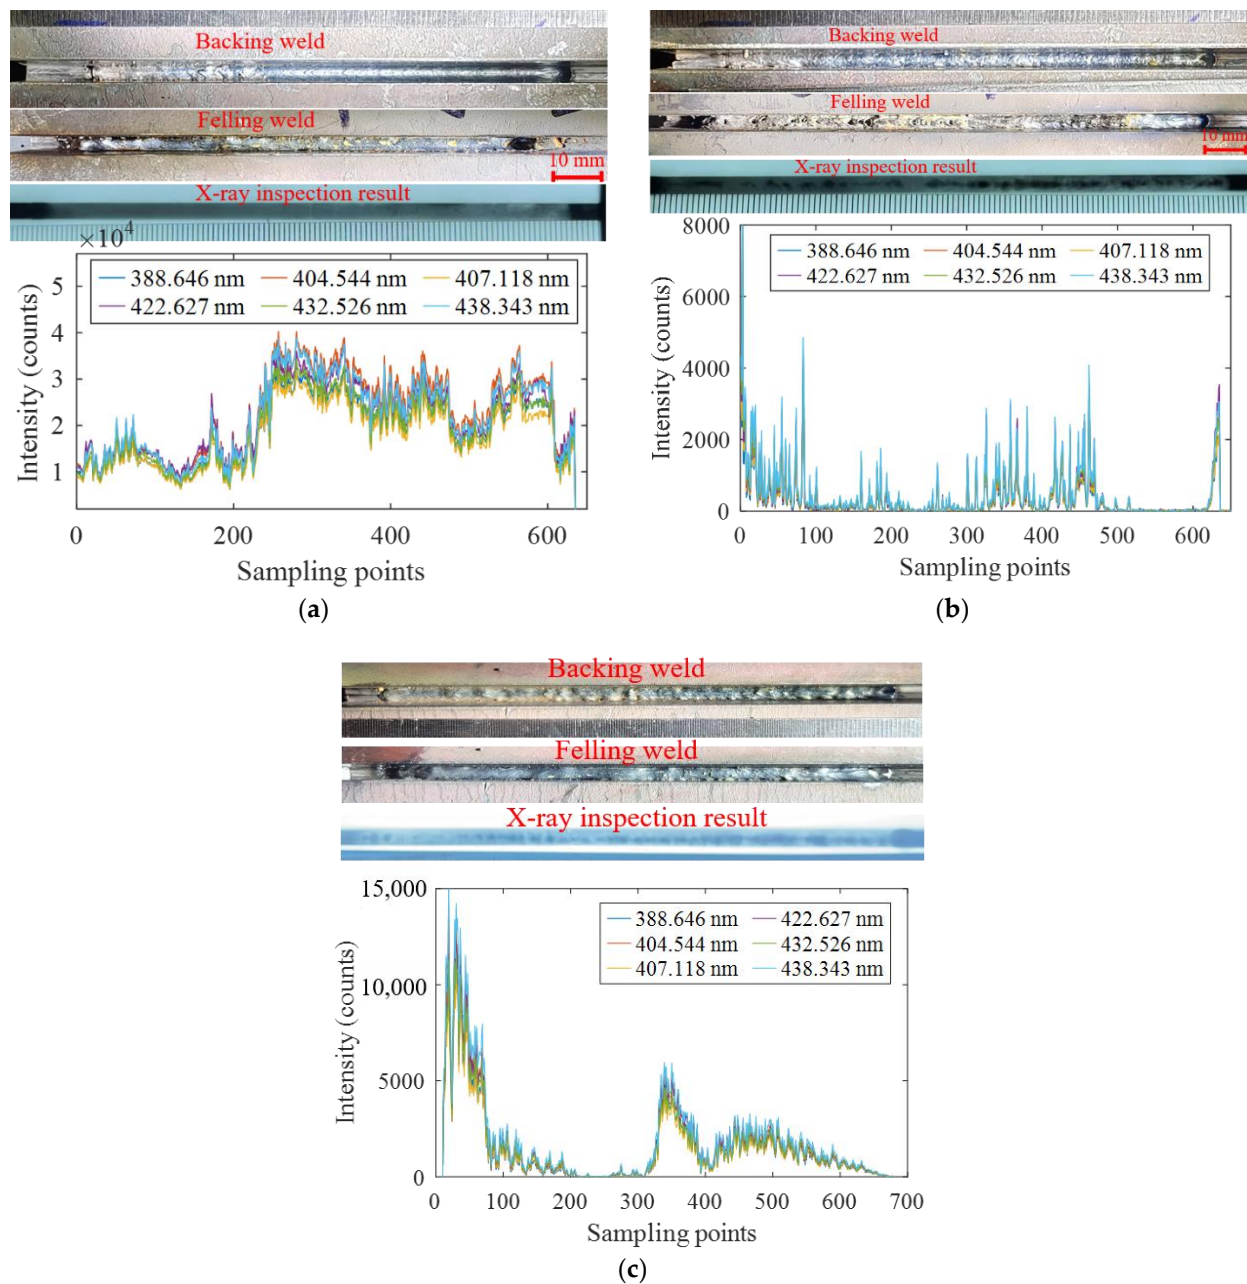 Backing weld
Felling weld
10 mm
X-ray inspection result
×10⁴
388.646 nm 404.544 nm 407.118 nm
422.627 nm 432.526 nm 438.343 nm
Intensity (counts)
5
4
3
2
1
0 200 400 600
Sampling points
(a)
Backing weld
Felling weld
10 mm
X-ray inspection result
388.646 nm 404.544 nm 407.118 nm
422.627 nm 432.526 nm 438.343 nm
Intensity (counts)
8000
6000
4000
2000
0
0 100 200 300 400 500 600
Sampling points
(b)
Backing weld
Felling weld
X-ray inspection result
388.646 nm 422.627 nm
404.544 nm 432.526 nm
407.118 nm 438.343 nm
Intensity (counts)
15,000
10,000
5000
0
0 100 200 300 400 500 600 700
Sampling points
(c)